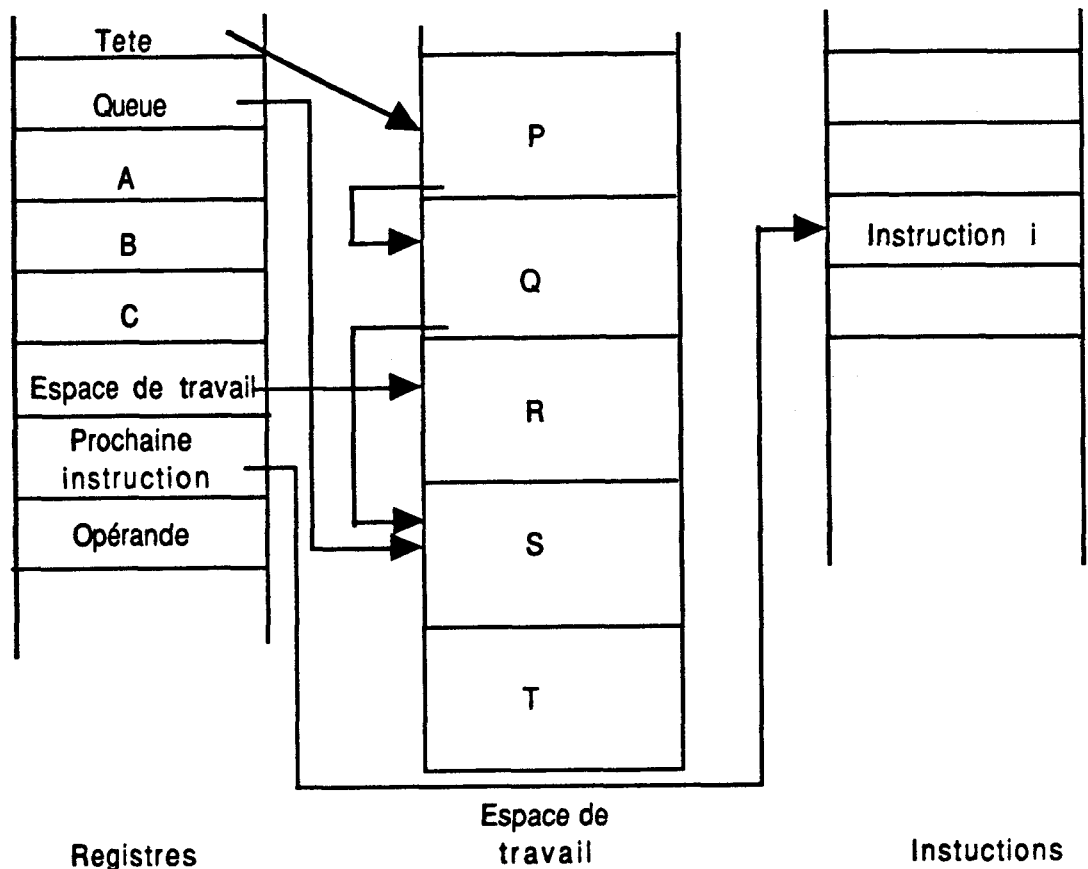 Tete
Queue
A
B
C
Espace de travail
Prochaine
instruction
Opérande
P
Q
R
S
T
Instruction i
Registres
Espace de
travail
Instuctions